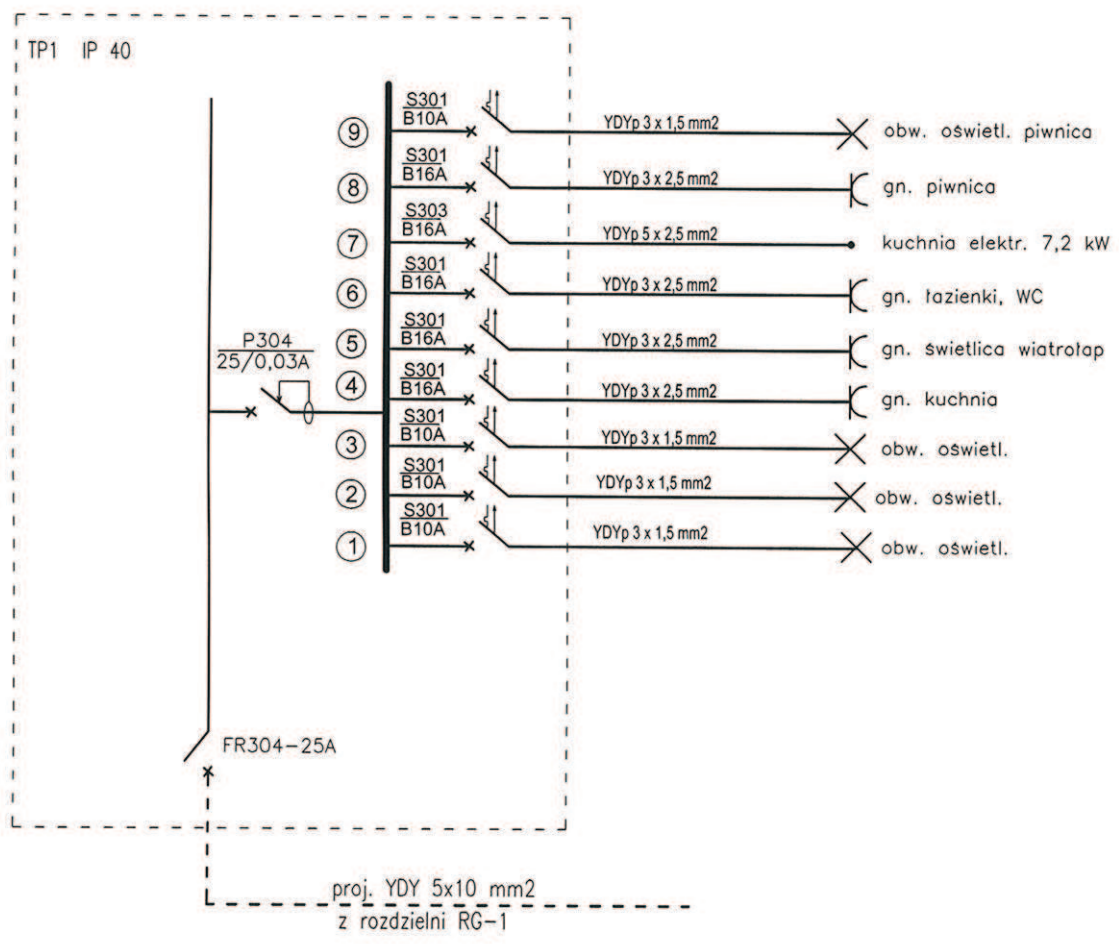 TP1 IP 40
S301
B10A
9
YDYp 3 x 1,5 mm2
obw. oświetl. piwnica
S301
B16A
8
YDYp 3 x 2,5 mm2
gn. piwnica
S303
B16A
7
YDYp 5 x 2,5 mm2
kuchnia elektr. 7,2 kW
S301
B16A
6
YDYp 3 x 2,5 mm2
gn. łazienki, WC
S301
B16A
5
YDYp 3 x 2,5 mm2
gn. świetlica wiatrołap
P304
25/0,03A
S301
B16A
4
YDYp 3 x 2,5 mm2
gn. kuchnia
S301
B10A
3
YDYp 3 x 1,5 mm2
obw. oświetl.
S301
B10A
2
YDYp 3 x 1,5 mm2
obw. oświetl.
S301
B10A
1
YDYp 3 x 1,5 mm2
obw. oświetl.
FR304-25A
proj. YDY 5x10 mm2
z rozdzielni RG-1